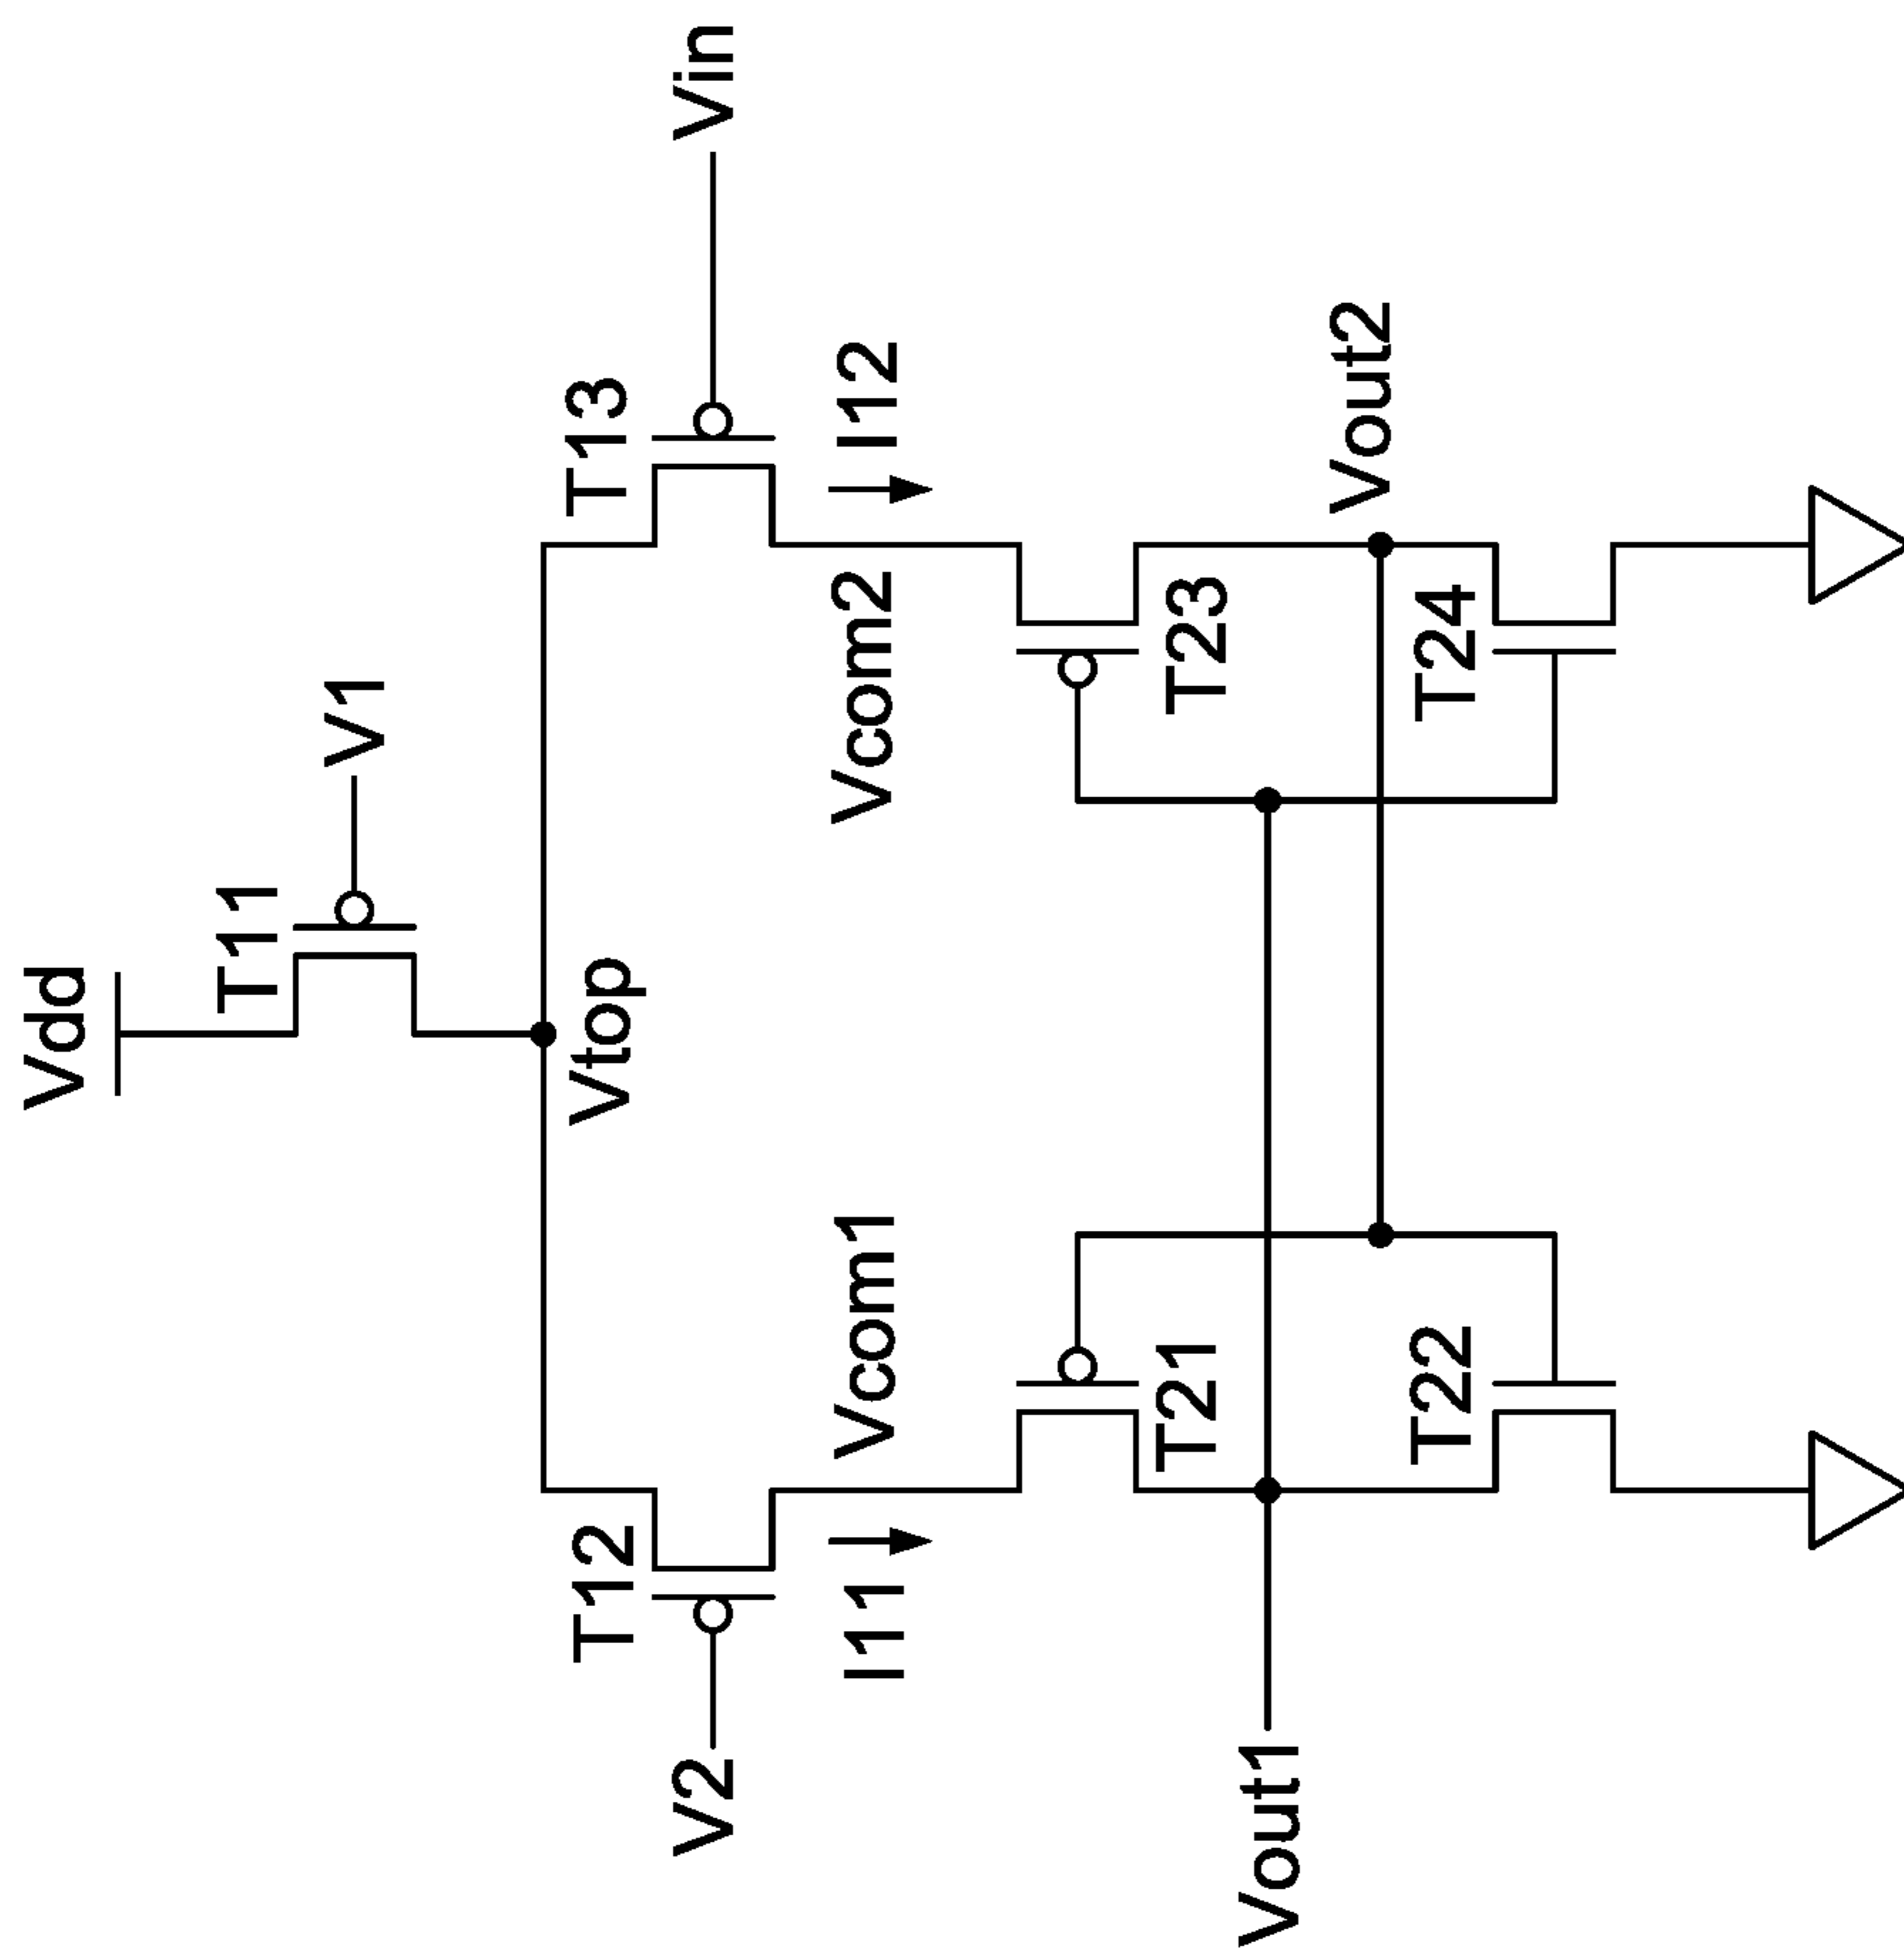 Vdd
T11
V1
Vtop
T12
V2
T13
Vin
I11
Vcom1
Vcom2
I12
T21
T23
Vout1
Vout2
T22
T24